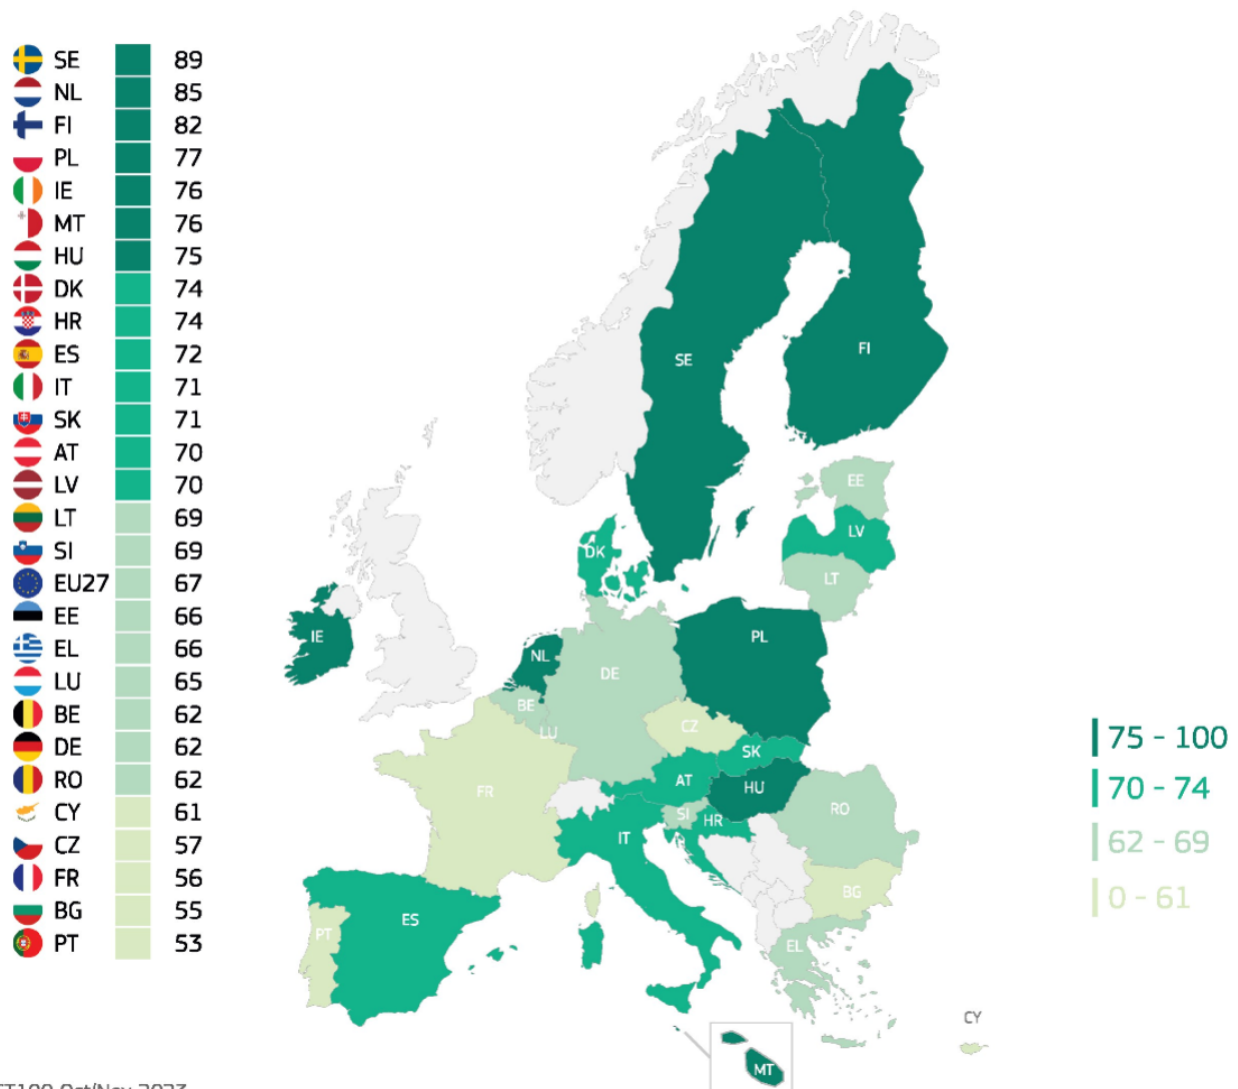 SE 89
NL 85
FI 82
PL 77
IE 76
MT 76
HU 75
DK 74
HR 74
ES 72
IT 71
SK 71
AT 70
LV 70
LT 69
SI 69
EU27 67
EE 66
EL 66
LU 65
BE 62
DE 62
RO 62
CY 61
CZ 57
FR 56
BG 55
PT 53
SE
FI
EE
LV
DK
LT
IE
PL
NL
DE
BE
CZ
LU
SK
AT
HU
FR
RO
SI
HR
IT
BG
ES
PT
EL
CY
MT
75 - 100
70 - 74
62 - 69
0 - 61